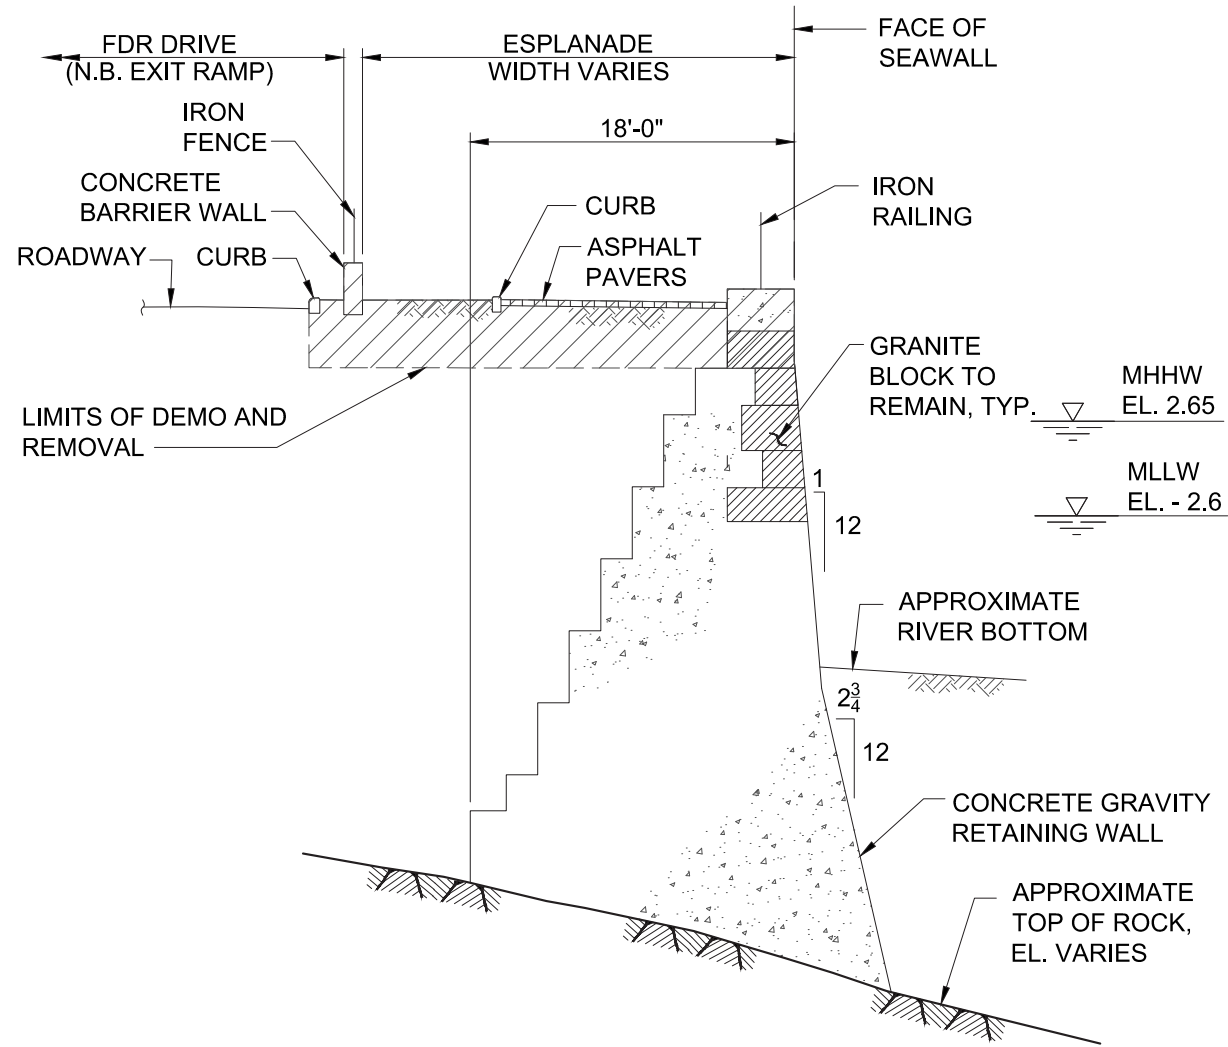 FDR DRIVE
(N.B. EXIT RAMP)
ESPLANADE
WIDTH VARIES
FACE OF
SEAWALL
IRON
FENCE
18'-0"
CONCRETE
BARRIER WALL
CURB
IRON
RAILING
ROADWAY
CURB
ASPHALT
PAVERS
GRANITE
BLOCK TO
REMAIN, TYP.
MHHW
EL. 2.65
LIMITS OF DEMO AND
REMOVAL
MLLW
EL. - 2.6
1
12
APPROXIMATE
RIVER BOTTOM
2 3/4
12
CONCRETE GRAVITY
RETAINING WALL
APPROXIMATE
TOP OF ROCK,
EL. VARIES